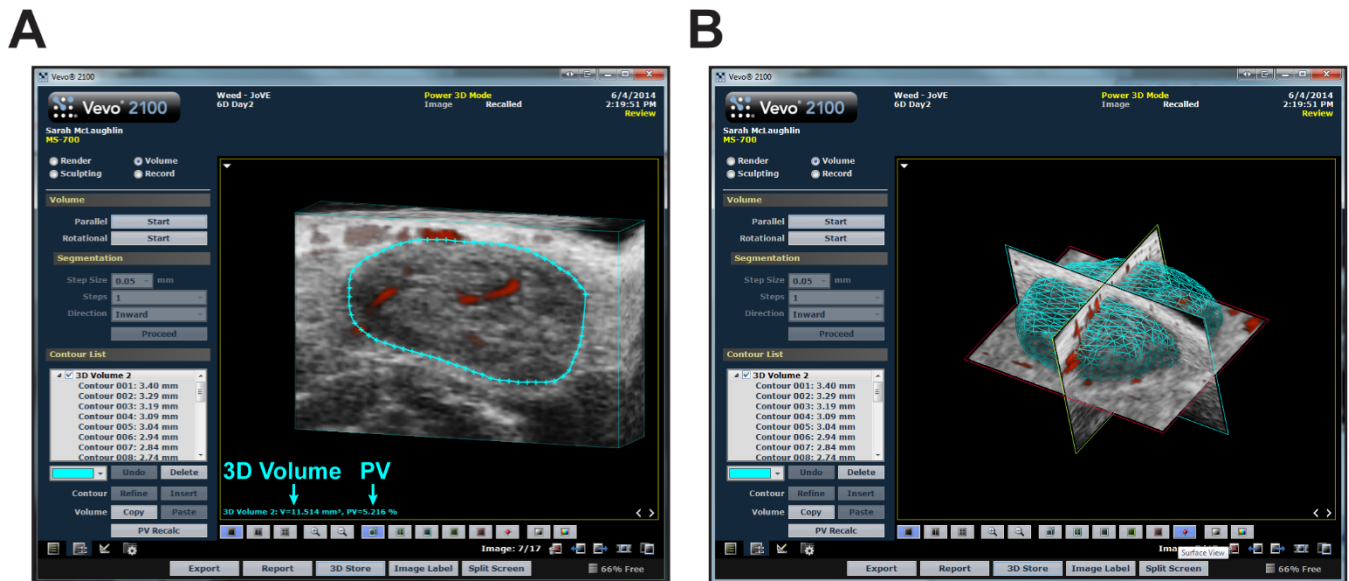 A
Vevo® 2100
Vevo® 2100
Weed - JoVE
6D Day2
Power 3D Mode
Image Recalled
6/4/2014
2:19:51 PM
Review
Sarah McLaughlin
MS-700
Render Volume
Sculpting Record
Volume
Parallel Start
Rotational Start
Segmentation
Step Size 0.05 mm
Steps 1
Direction Inward
Proceed
Contour List
3D Volume 2
Contour 001: 3.40 mm
Contour 002: 3.29 mm
Contour 003: 3.19 mm
Contour 004: 3.09 mm
Contour 005: 3.04 mm
Contour 006: 2.94 mm
Contour 007: 2.84 mm
Contour 008: 2.74 mm
Undo Delete
Contour Refine Insert
Volume Copy Paste
PV Recalc
3D Volume PV
3D Volume 2: V=11.514 mm³, PV=5.216 %
Image: 7/17
Export Report 3D Store Image Label Split Screen 66% Free
B
Vevo® 2100
Vevo® 2100
Weed - JoVE
6D Day2
Power 3D Mode
Image Recalled
6/4/2014
2:19:51 PM
Review
Sarah McLaughlin
MS-700
Render Volume
Sculpting Record
Volume
Parallel Start
Rotational Start
Segmentation
Step Size 0.05 mm
Steps 1
Direction Inward
Proceed
Contour List
3D Volume 2
Contour 001: 3.40 mm
Contour 002: 3.29 mm
Contour 003: 3.19 mm
Contour 004: 3.09 mm
Contour 005: 3.04 mm
Contour 006: 2.94 mm
Contour 007: 2.84 mm
Contour 008: 2.74 mm
Undo Delete
Contour Refine Insert
Volume Copy Paste
PV Recalc
Surface View
Export Report 3D Store Image Label Split Screen 66% Free